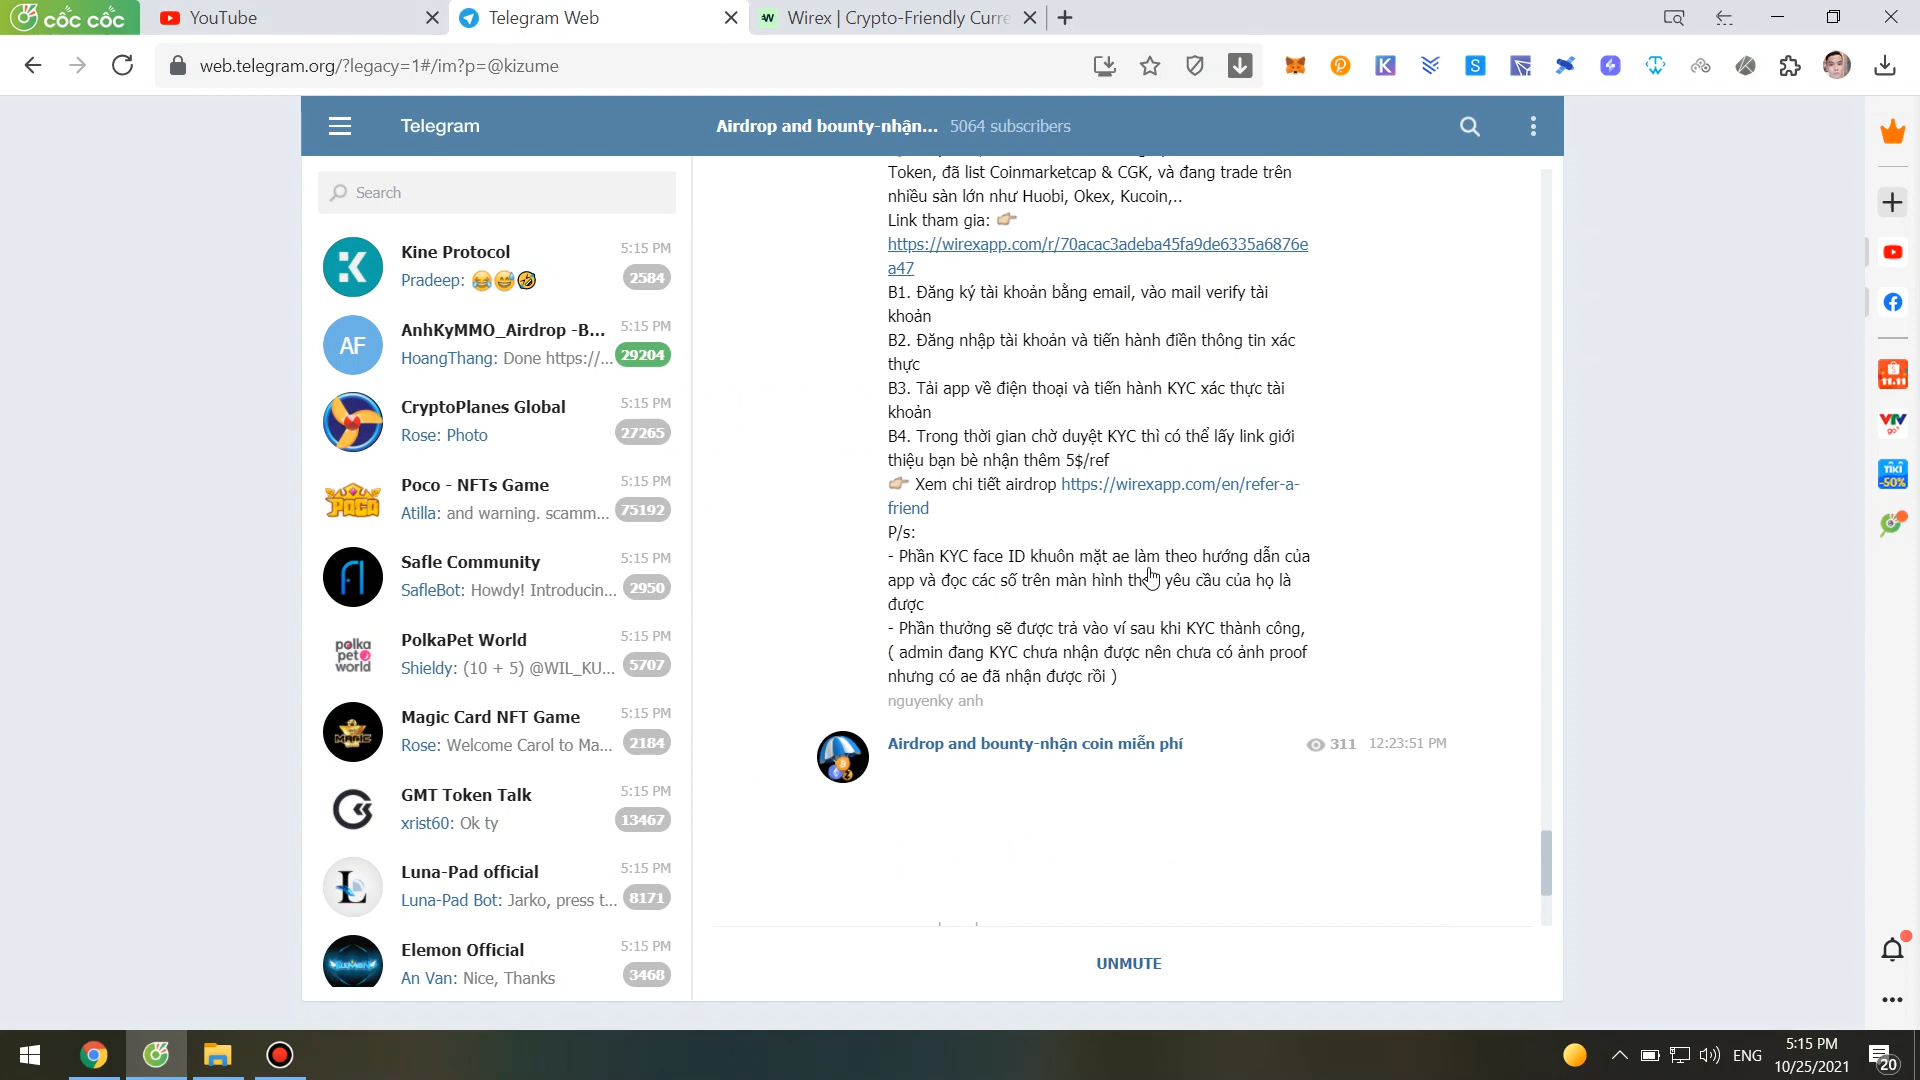 cốc cốc
YouTube
Telegram Web
Wirex | Crypto-Friendly Curre
web.telegram.org/?legacy=1#/im?p=@kizume
Telegram
Airdrop and bounty-nhận... 5064 subscribers
Search
Kine Protocol 5:15 PM
Pradeep: 😂😅🤣 2584
AnhKyMMO_Airdrop -B... 5:15 PM
AF
HoangThang: Done https://... 29204
CryptoPlanes Global 5:15 PM
Rose: Photo 27265
Poco - NFTs Game 5:15 PM
Atilla: and warning. scamm... 75192
Safle Community 5:15 PM
SafleBot: Howdy! Introducin... 2950
PolkaPet World 5:15 PM
polka
pet
world
Shieldy: (10 + 5) @WIL_KU... 5707
Magic Card NFT Game 5:15 PM
Rose: Welcome Carol to Ma... 2184
GMT Token Talk 5:15 PM
xrist60: Ok ty 13467
Luna-Pad official 5:15 PM
Luna-Pad Bot: Jarko, press t... 8171
Elemon Official 5:15 PM
An Van: Nice, Thanks 3468
Token, đã list Coinmarketcap & CGK, và đang trade trên
nhiều sàn lớn như Huobi, Okex, Kucoin,..
Link tham gia: 👉🏻
https://wirexapp.com/r/70acac3adeba45fa9de6335a6876e
a47
B1. Đăng ký tài khoản bằng email, vào mail verify tài
khoản
B2. Đăng nhập tài khoản và tiến hành điền thông tin xác
thực
B3. Tải app về điện thoại và tiến hành KYC xác thực tài
khoản
B4. Trong thời gian chờ duyệt KYC thì có thể lấy link giới
thiệu bạn bè nhận thêm 5$/ref
👉🏻 Xem chi tiết airdrop https://wirexapp.com/en/refer-a-
friend
P/s:
- Phần KYC face ID khuôn mặt ae làm theo hướng dẫn của
app và đọc các số trên màn hình yêu cầu của họ là
được
- Phần thưởng sẽ được trả vào ví sau khi KYC thành công,
( admin đang KYC chưa nhận được nên chưa có ảnh proof
nhưng có ae đã nhận được rồi )
nguyenky anh
Airdrop and bounty-nhận coin miễn phí 311 12:23:51 PM
UNMUTE
11.11
VTV
go
TIKI
-50%
ENG
5:15 PM
10/25/2021
20